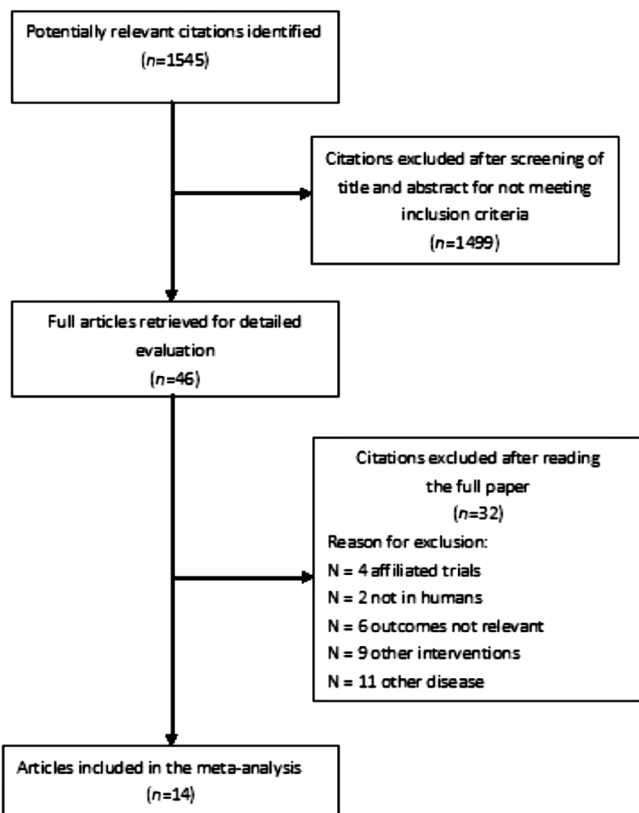 Potentially relevant citations identified
(n=1545)
Citations excluded after screening of
title and abstract for not meeting
inclusion criteria
(n=1499)
Full articles retrieved for detailed
evaluation
(n=46)
Citations excluded after reading
the full paper
(n=32)
Reason for exclusion:
N = 4 affiliated trials
N = 2 not in humans
N = 6 outcomes not relevant
N = 9 other interventions
N = 11 other disease
Articles included in the meta-analysis
(n=14)